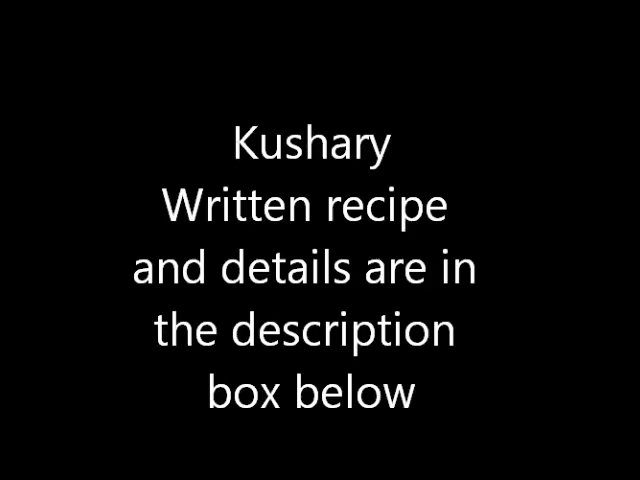 Kushary
Written recipe
and details are in
the description
box below